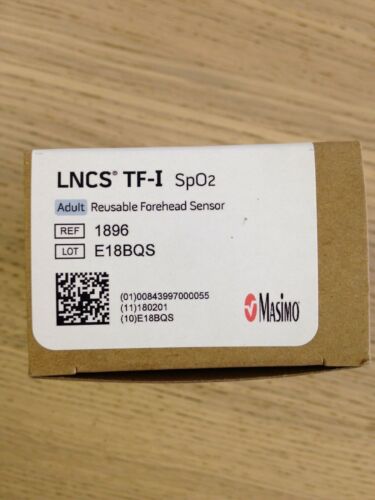 LNCS® TF-I SpO2
Adult Reusable Forehead Sensor
REF 1896
LOT E18BQS
(01)00843997000055
(11)180201
(10)E18BQS
Masimo®